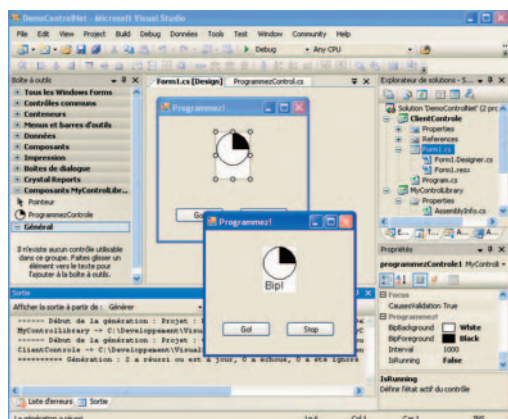 DemoControlNet - Microsoft Visual Studio
File Edit View Project Build Debug Données Tools Test Window Community Help
Debug
Any CPU
Boîte à outils
Tous les Windows Forms
Contrôles communs
Conteneurs
Menus et barres d'outils
Données
Composants
Impression
Boîtes de dialogue
Crystal Reports
Composants MyControlLibr...
Pointeur
ProgrammezControle
Général
Il n'existe aucun contrôle utilisable
dans ce groupe. Faites glisser un
élément vers le texte pour
l'ajouter à la boîte à outils.
Form1.cs [Design] ProgrammezControl.cs
Programmez!
Programmez!
Bip!
Go!
Stop
Explorateur de solutions - S...
Solution 'DemoControlNet' (2 prc
ClientControle
Properties
References
Form1.cs
Form1.Designer.cs
Form1.resx
Program.cs
MyControlLibrary
Properties
AssemblyInfo.cs
Propriétés
programmezControle1 MyControll
Focus
CausesValidation True
Programmez!
BipBackground White
BipForeground Black
Interval 1000
IsRunning False
IsRunning
Définir l'état actif du contrôle
Sortie
Afficher la sortie à partir de : Générer
------ Début de la génération : Projet :
MyControlLibrary -> C:\Developpement\Visua
------ Début de la génération : Projet :
ClientControle -> C:\Developpement\Visual
========== Génération : 2 a réussi ou est à jour, 0 a échoué, 0 a été ignoré
Liste d'erreurs Sortie
La génération a réussi
Col 1
INS